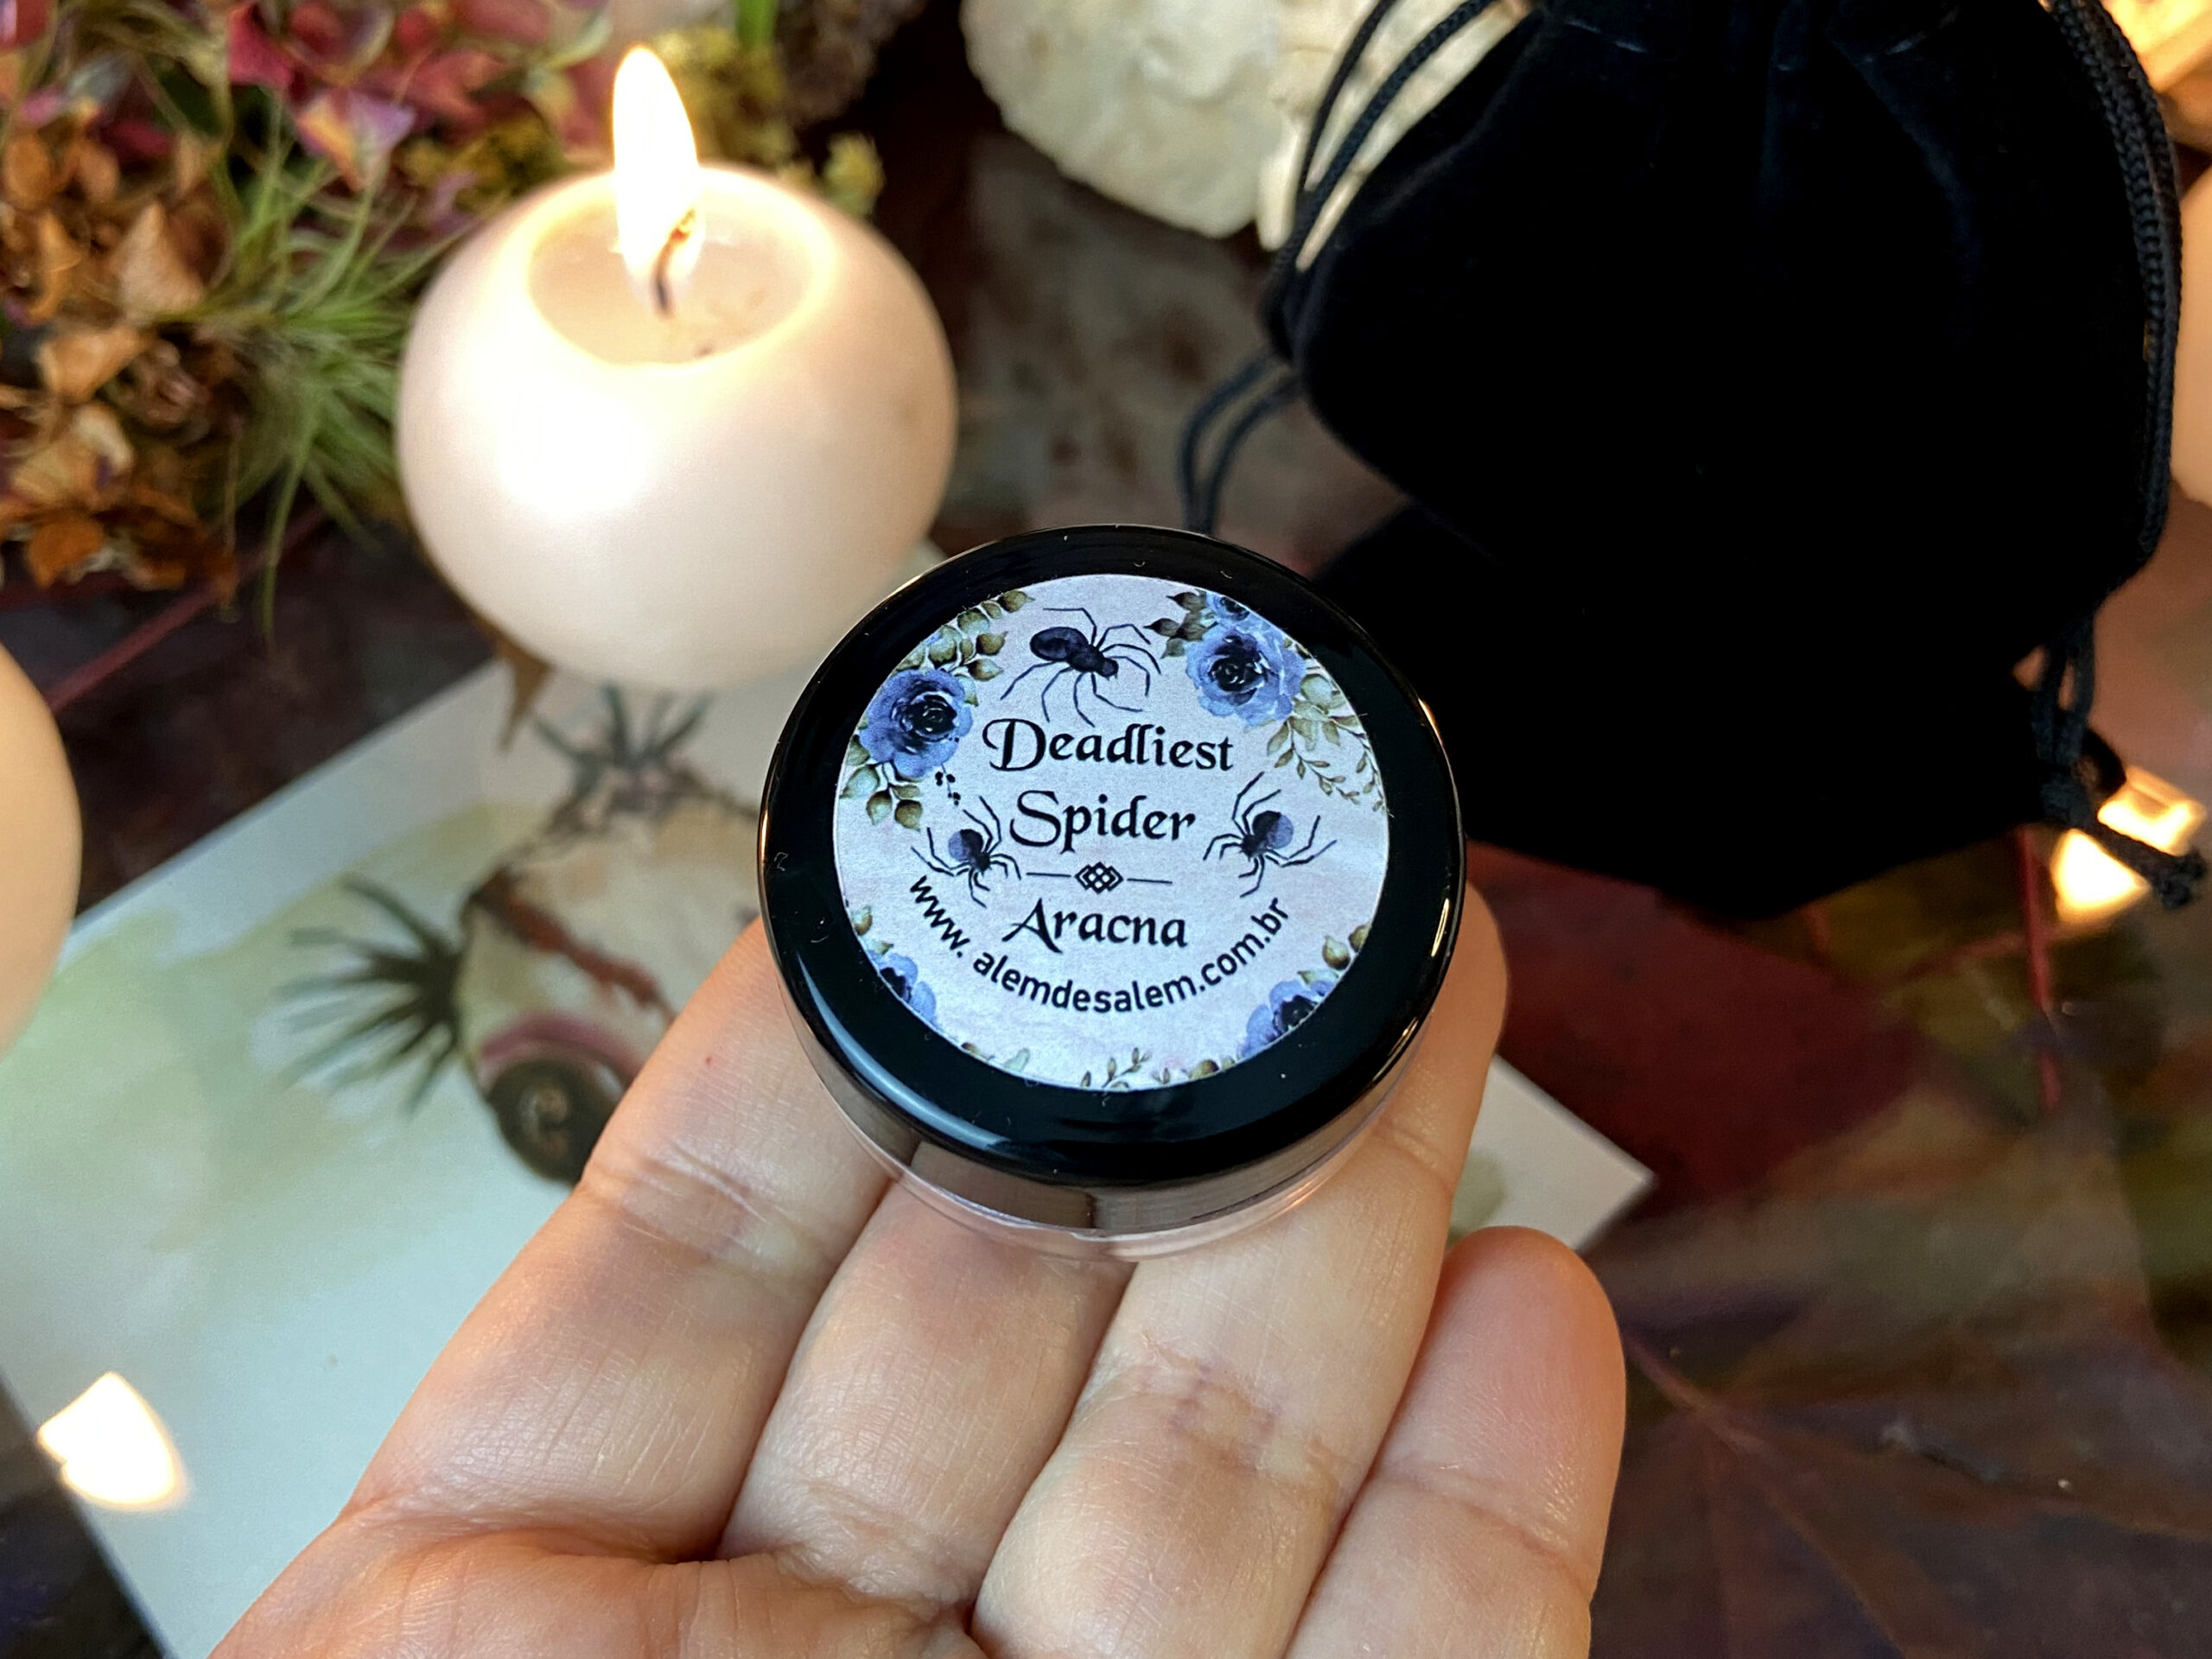 Deadliest
Spider
Aracna
www. alemdesalem.com.br